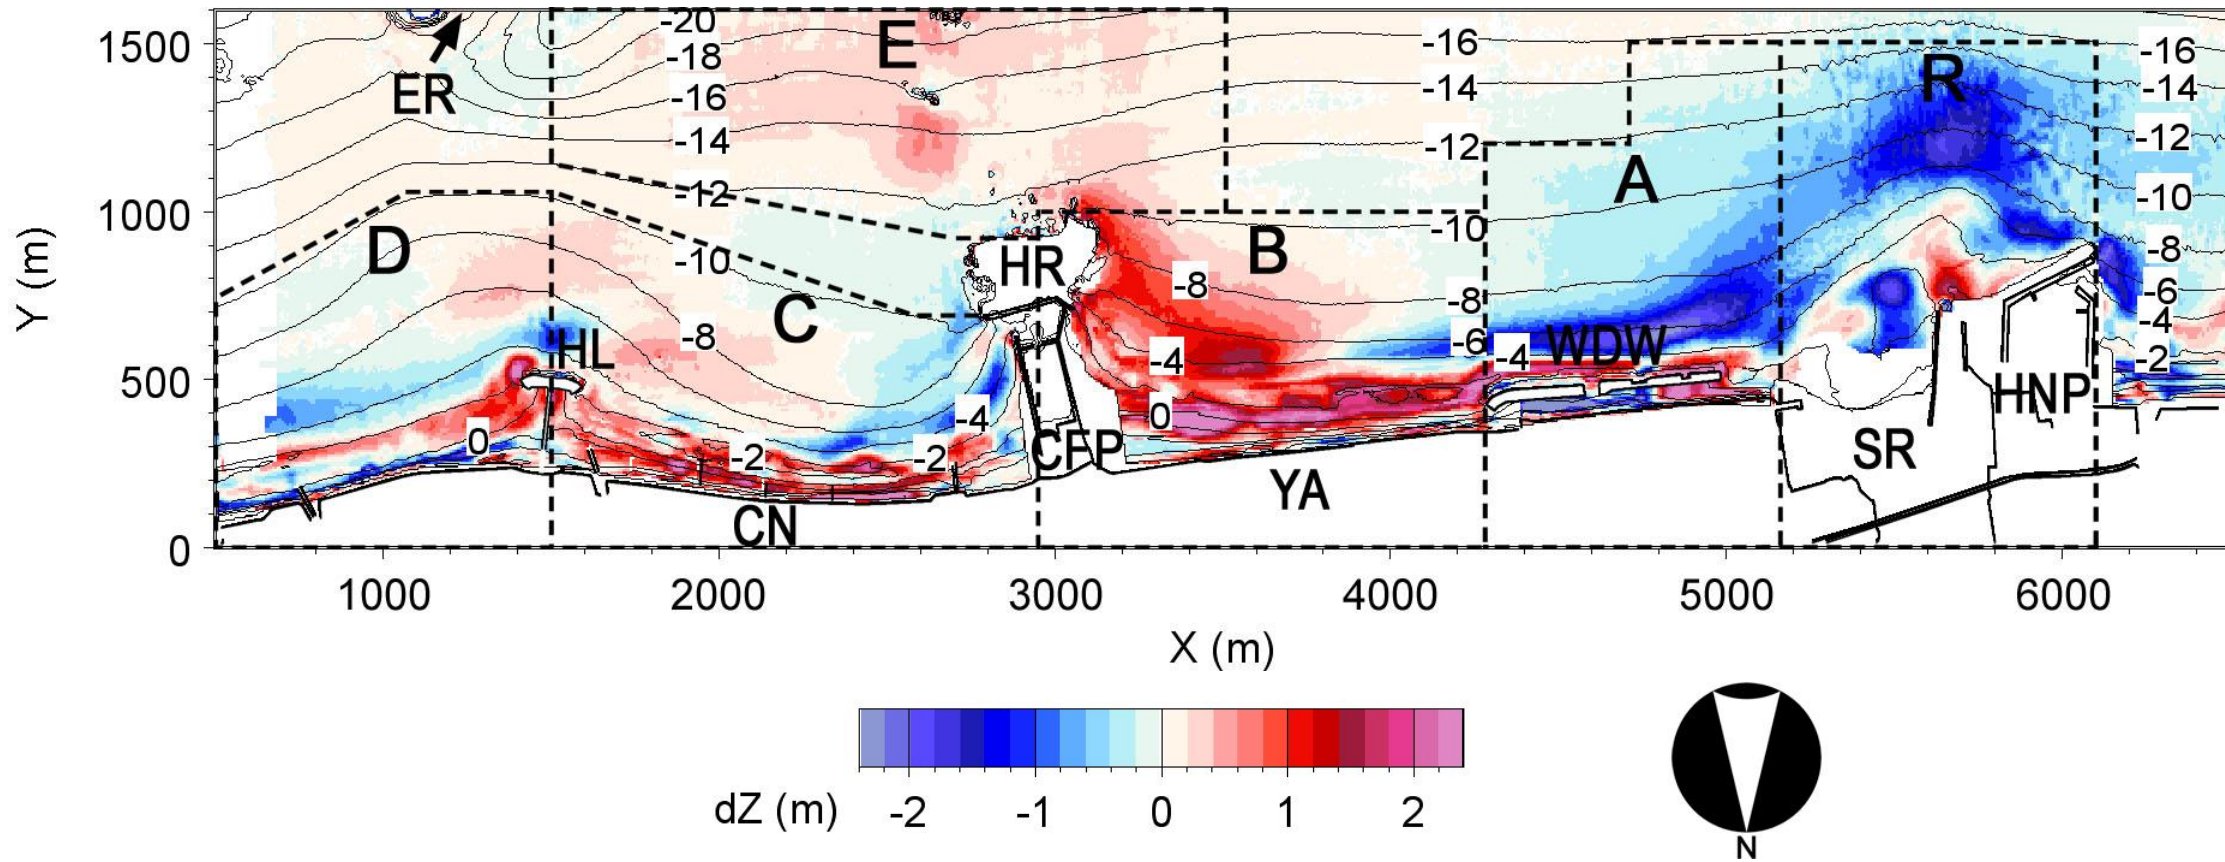 -20
1500
E
-16
-16
-18
R
ER
-16
-14
-14
-14
-12
-12
A
-12
-10
1000
D
B
-10
-8
HR
-10
-8
-8
-6
C
-8
-6
WDW
-4
HL
-4
-4
-2
500
0
-4
0
HNP
-2
-2
CFP
SR
YA
CN
0
1000 2000 3000 4000 5000 6000
Y (m)
X (m)
dZ (m) -2 -1 0 1 2
N